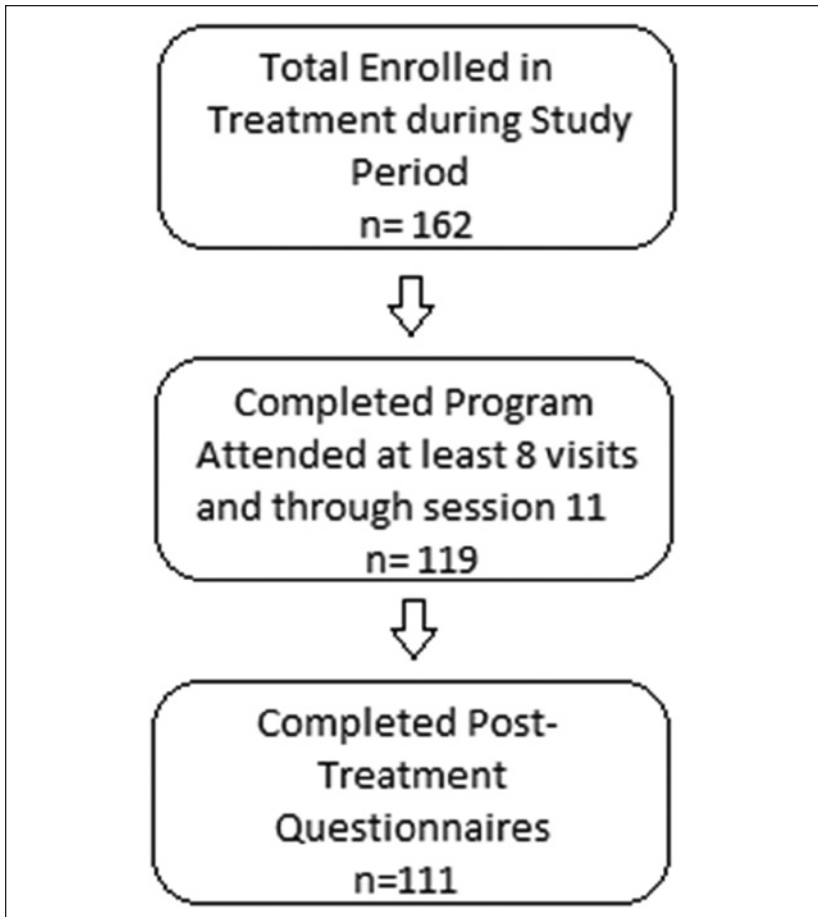 Total Enrolled in
Treatment during Study
Period
n= 162
Completed Program
Attended at least 8 visits
and through session 11
n= 119
Completed Post-
Treatment
Questionnaires
n=111